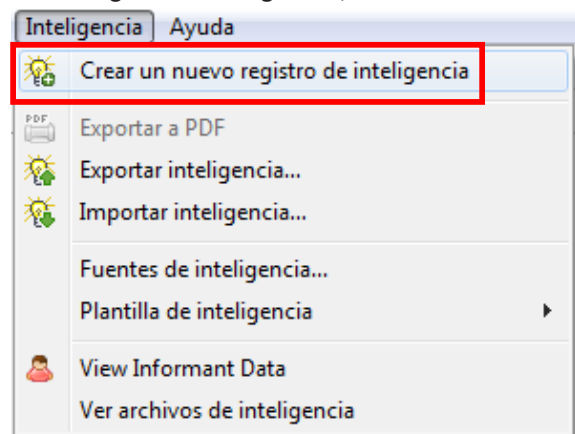 Inteligencia Ayuda
Crear un nuevo registro de inteligencia
PDF
Exportar a PDF
Exportar inteligencia...
Importar inteligencia...
Fuentes de inteligencia...
Plantilla de inteligencia
View Informant Data
Ver archivos de inteligencia